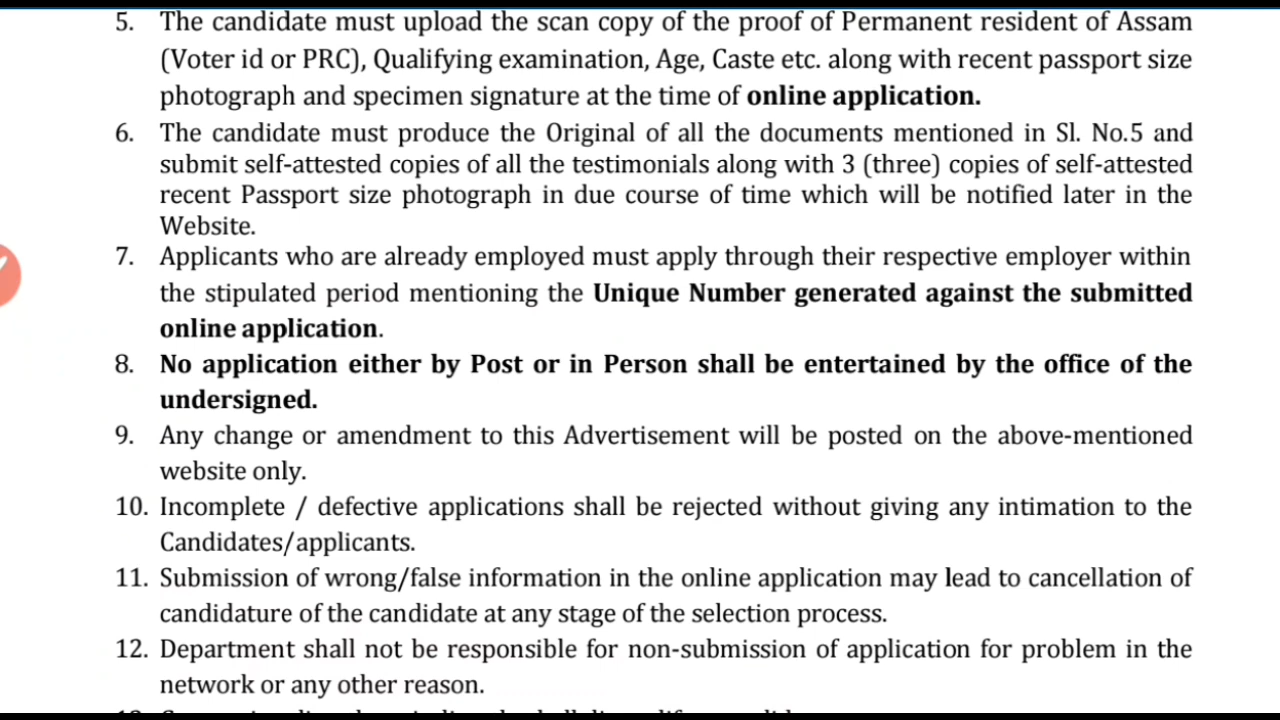 5. The candidate must upload the scan copy of the proof of Permanent resident of Assam
(Voter id or PRC), Qualifying examination, Age, Caste etc. along with recent passport size
photograph and specimen signature at the time of online application.
6. The candidate must produce the Original of all the documents mentioned in Sl. No.5 and
submit self-attested copies of all the testimonials along with 3 (three) copies of self-attested
recent Passport size photograph in due course of time which will be notified later in the
Website.
7. Applicants who are already employed must apply through their respective employer within
the stipulated period mentioning the Unique Number generated against the submitted
online application.
8. No application either by Post or in Person shall be entertained by the office of the
undersigned.
9. Any change or amendment to this Advertisement will be posted on the above-mentioned
website only.
10. Incomplete / defective applications shall be rejected without giving any intimation to the
Candidates/applicants.
11. Submission of wrong/false information in the online application may lead to cancellation of
candidature of the candidate at any stage of the selection process.
12. Department shall not be responsible for non-submission of application for problem in the
network or any other reason.